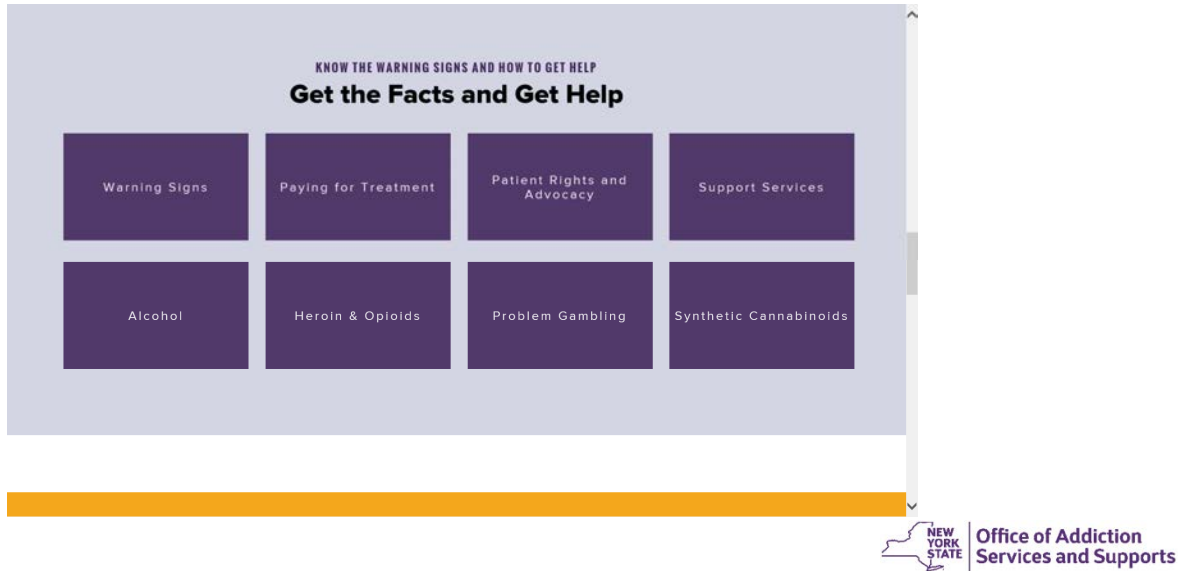 KNOW THE WARNING SIGNS AND HOW TO GET HELP
Get the Facts and Get Help
Warning Signs
Paying for Treatment
Patient Rights and
Advocacy
Support Services
Alcohol
Heroin & Opioids
Problem Gambling
Synthetic Cannabinoids
NEW
YORK
STATE
Office of Addiction
Services and Supports